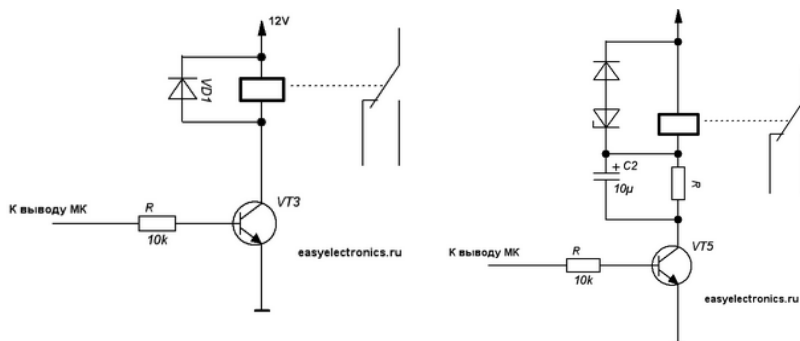 12V
VD1
К выводу МК
R
10k
VT3
easyelectronics.ru
+
C2
10µ
R
К выводу МК
R
10k
VT5
easyelectronics.ru